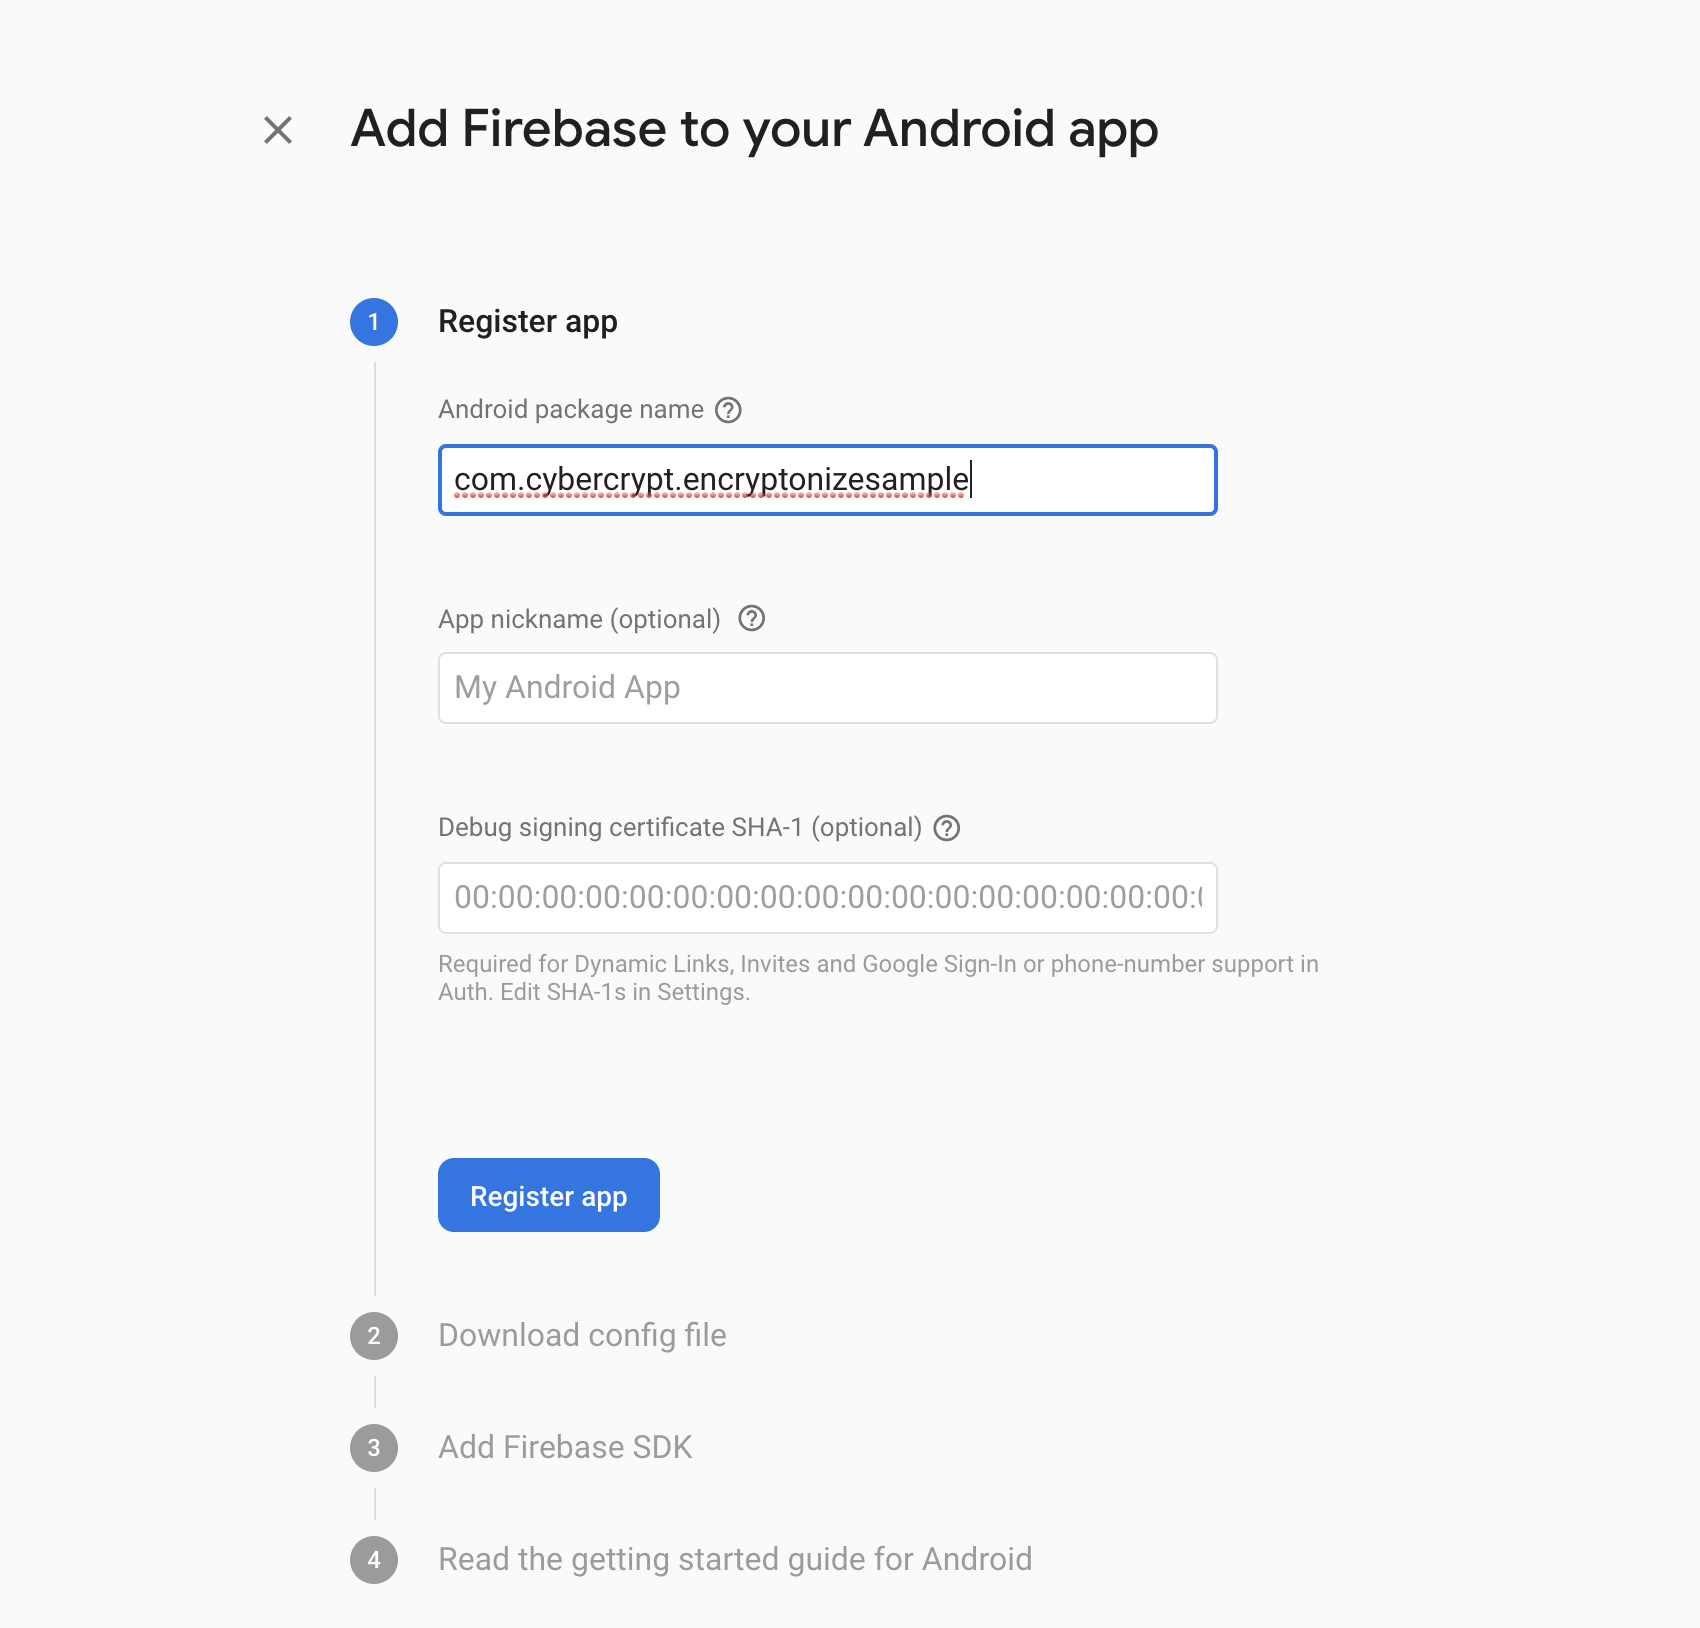 Add Firebase to your Android app
1 Register app
Android package name ?
com.cybercrypt.encryptonizesample
App nickname (optional) ?
My Android App
Debug signing certificate SHA-1 (optional) ?
00:00:00:00:00:00:00:00:00:00:00:00:00:00:00:00:00:
Required for Dynamic Links, Invites and Google Sign-In or phone-number support in
Auth. Edit SHA-1s in Settings.
Register app
2 Download config file
3 Add Firebase SDK
4 Read the getting started guide for Android